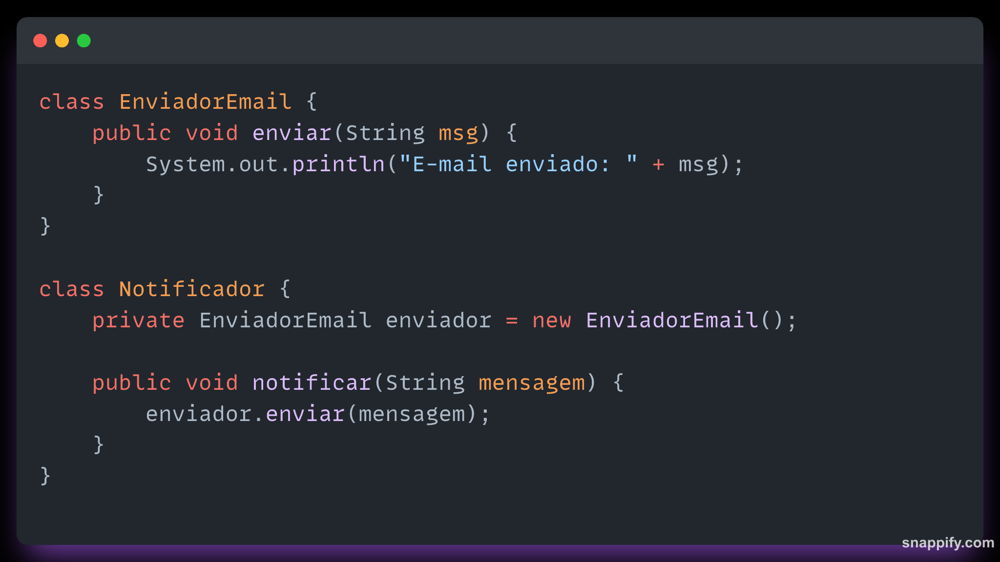 class EnviadorEmail {
    public void enviar(String msg) {
        System.out.println("E-mail enviado: " + msg);
    }
}

class Notificador {
    private EnviadorEmail enviador = new EnviadorEmail();

    public void notificar(String mensagem) {
        enviador.enviar(mensagem);
    }
}
snappify.com